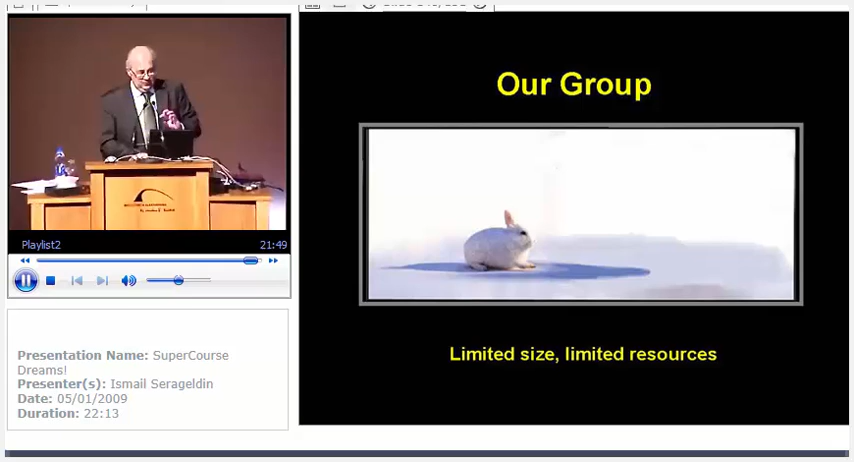 Our Group
Limited size, limited resources
Playlist2
21:49
Presentation Name: SuperCourse
Dreams!
Presenter(s): Ismail Serageldin
Date: 05/01/2009
Duration: 22:13